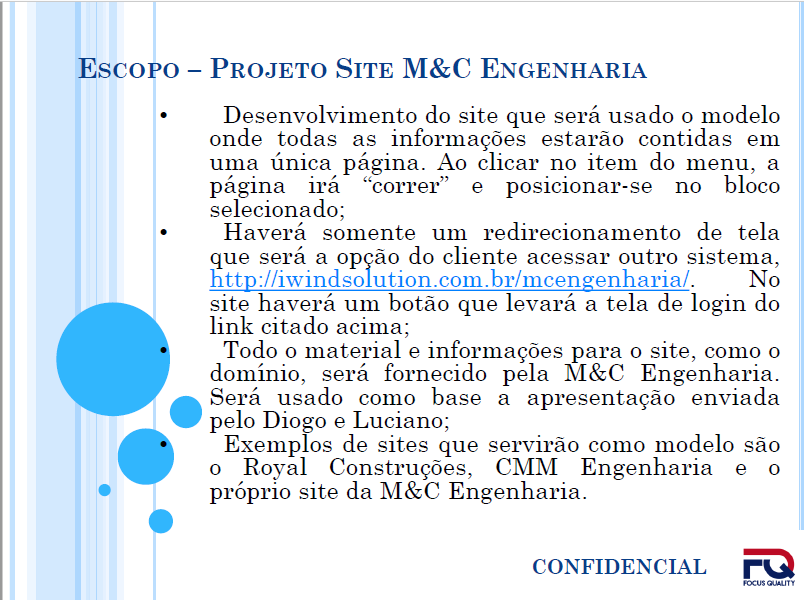 ESCOPO – PROJETO SITE M&C ENGENHARIA
• Desenvolvimento do site que será usado o modelo
onde todas as informações estarão contidas em
uma única página. Ao clicar no item do menu, a
página irá “correr” e posicionar-se no bloco
selecionado;
• Haverá somente um redirecionamento de tela
que será a opção do cliente acessar outro sistema,
http://iwindsolution.com.br/mcengenharia/. No
site haverá um botão que levará a tela de login do
link citado acima;
• Todo o material e informações para o site, como o
domínio, será fornecido pela M&C Engenharia.
Será usado como base a apresentação enviada
pelo Diogo e Luciano;
• Exemplos de sites que servirão como modelo são
o Royal Construções, CMM Engenharia e o
próprio site da M&C Engenharia.
CONFIDENCIAL
FQ
FOCUS QUALITY